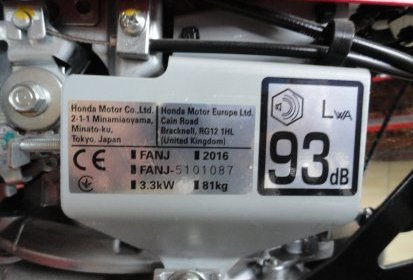 Honda Motor Co.,Ltd.
2-1-1 Minamiaoyama,
Minato-ku,
Tokyo, Japan
Honda Motor Europe Ltd.
Cain Road
Bracknell, RG12 1HL
(United Kingdom)
CE
FANJ
2016
FANJ-5101087
3.3kW
81kg
LWA
93dB